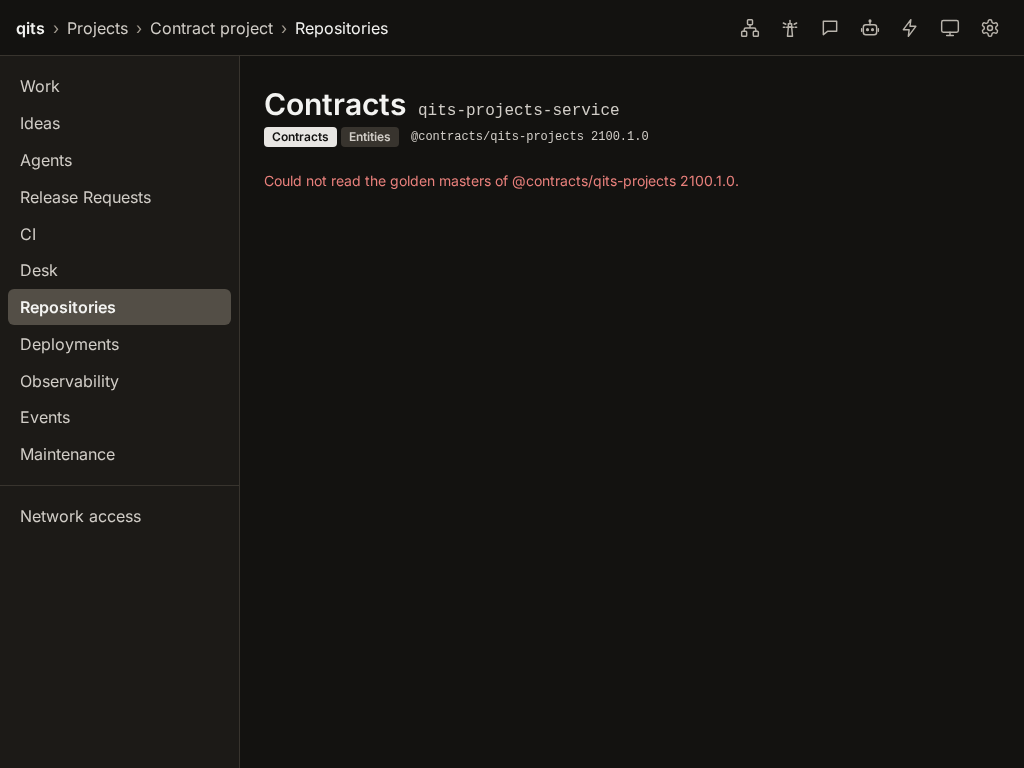 qits › Projects › Contract project › Repositories
Work
Ideas
Agents
Release Requests
CI
Desk
Repositories
Deployments
Observability
Events
Maintenance
Network access
Contracts qits-projects-service
Contracts Entities @contracts/qits-projects 2100.1.0
Could not read the golden masters of @contracts/qits-projects 2100.1.0.